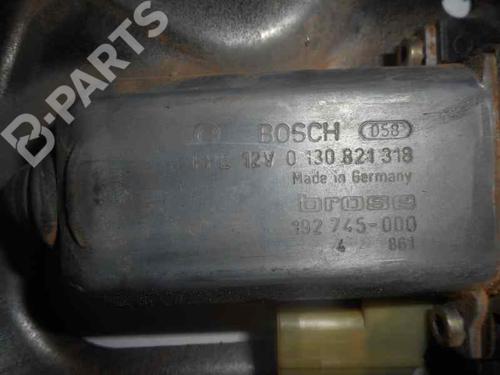 B-PARTS
BOSCH D58
12V 0 130 821 318
Made in Germany
brose
192 745-000
4 861